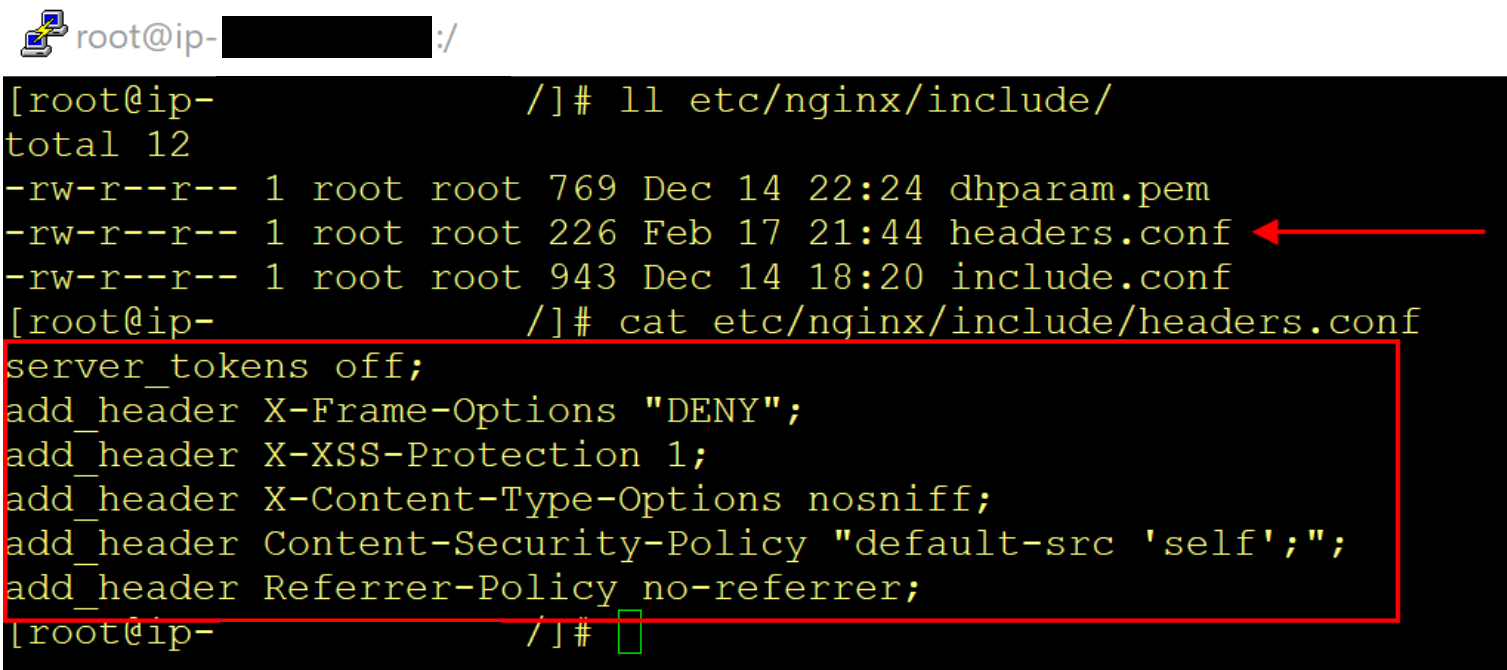 root@ip- :/
[root@ip- /]# ll etc/nginx/include/
total 12
-rw-r--r-- 1 root root 769 Dec 14 22:24 dhparam.pem
-rw-r--r-- 1 root root 226 Feb 17 21:44 headers.conf
-rw-r--r-- 1 root root 943 Dec 14 18:20 include.conf
[root@ip- /]# cat etc/nginx/include/headers.conf
server_tokens off;
add_header X-Frame-Options "DENY";
add_header X-XSS-Protection 1;
add_header X-Content-Type-Options nosniff;
add_header Content-Security-Policy "default-src 'self';";
add_header Referrer-Policy no-referrer;
[root@ip- /]#